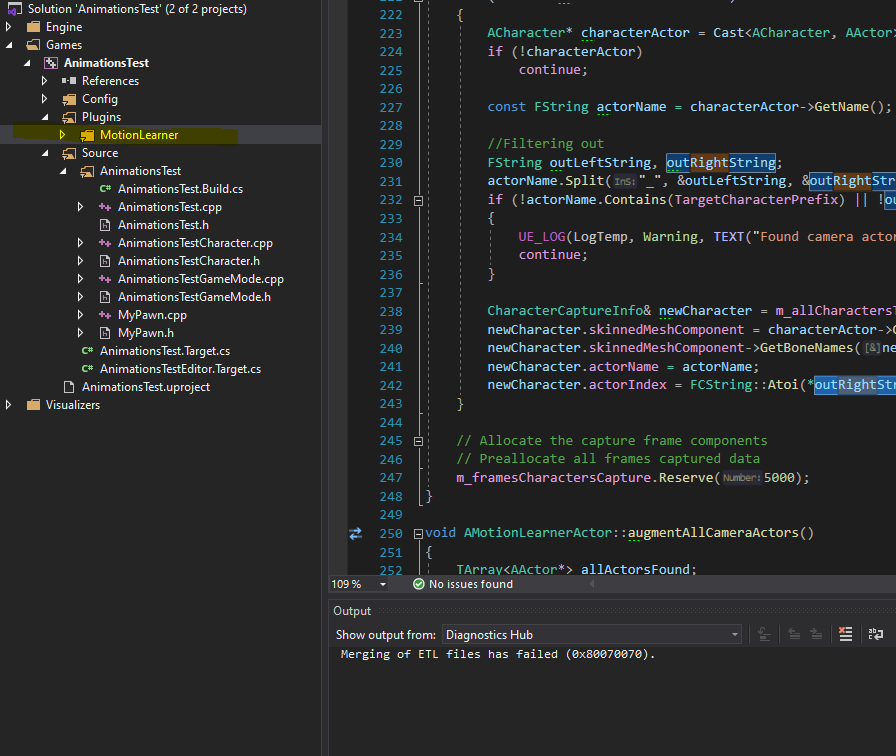 Solution 'AnimationsTest' (2 of 2 projects)
Engine
Games
AnimationsTest
References
Config
Plugins
MotionLearner
Source
AnimationsTest
AnimationsTest.Build.cs
AnimationsTest.cpp
AnimationsTest.h
AnimationsTestCharacter.cpp
AnimationsTestCharacter.h
AnimationsTestGameMode.cpp
AnimationsTestGameMode.h
MyPawn.cpp
MyPawn.h
AnimationsTest.Target.cs
AnimationsTestEditor.Target.cs
AnimationsTest.uproject
Visualizers
222 {
223 ACharacter* characterActor = Cast<ACharacter, AActor>
224 if (!characterActor)
225 continue;
226
227 const FString actorName = characterActor->GetName();
228
229 //Filtering out
230 FString outLeftString, outRightString;
231 actorName.Split(InS:"_", &outLeftString, &outRightStr
232 if (!actorName.Contains(TargetCharacterPrefix) || !ou
233 {
234 UE_LOG(LogTemp, Warning, TEXT("Found camera actor
235 continue;
236 }
237
238 CharacterCaptureInfo& newCharacter = m_allCharactersT
239 newCharacter.skinnedMeshComponent = characterActor->G
240 newCharacter.skinnedMeshComponent->GetBoneNames([&]ne
241 newCharacter.actorName = actorName;
242 newCharacter.actorIndex = FCString::Atoi(*outRightStr
243 }
244
245 // Allocate the capture frame components
246 // Preallocate all frames captured data
247 m_framesCharactersCapture.Reserve(Number:5000);
248 }
249
250 void AMotionLearnerActor::augmentAllCameraActors()
251 {
252 TArray<AActor*> allActorsFound;
109 % No issues found
Output
Show output from: Diagnostics Hub
Merging of ETL files has failed (0x80070070).